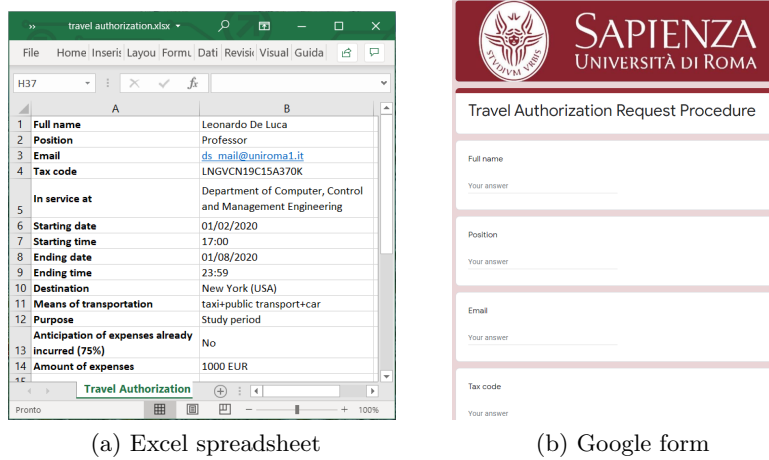 travel authorization.xlsx
File Home Inseris Layou Formu Dati Revisio Visual Guida
H37 fx
A B
1 Full name Leonardo De Luca
2 Position Professor
3 Email ds_mail@uniroma1.it
4 Tax code LNGVCN19C15A370K
5 In service at Department of Computer, Control
and Management Engineering
6 Starting date 01/02/2020
7 Starting time 17:00
8 Ending date 01/08/2020
9 Ending time 23:59
10 Destination New York (USA)
11 Means of transportation taxi+public transport+car
12 Purpose Study period
Anticipation of expenses already
13 incurred (75%) No
14 Amount of expenses 1000 EUR
15
Travel Authorization
Pronto 100%
(a) Excel spreadsheet
STVDIVM VRBIS
SAPIENZA
UNIVERSITÀ DI ROMA
Travel Authorization Request Procedure
Full name
Your answer
Position
Your answer
Email
Your answer
Tax code
Your answer
(b) Google form